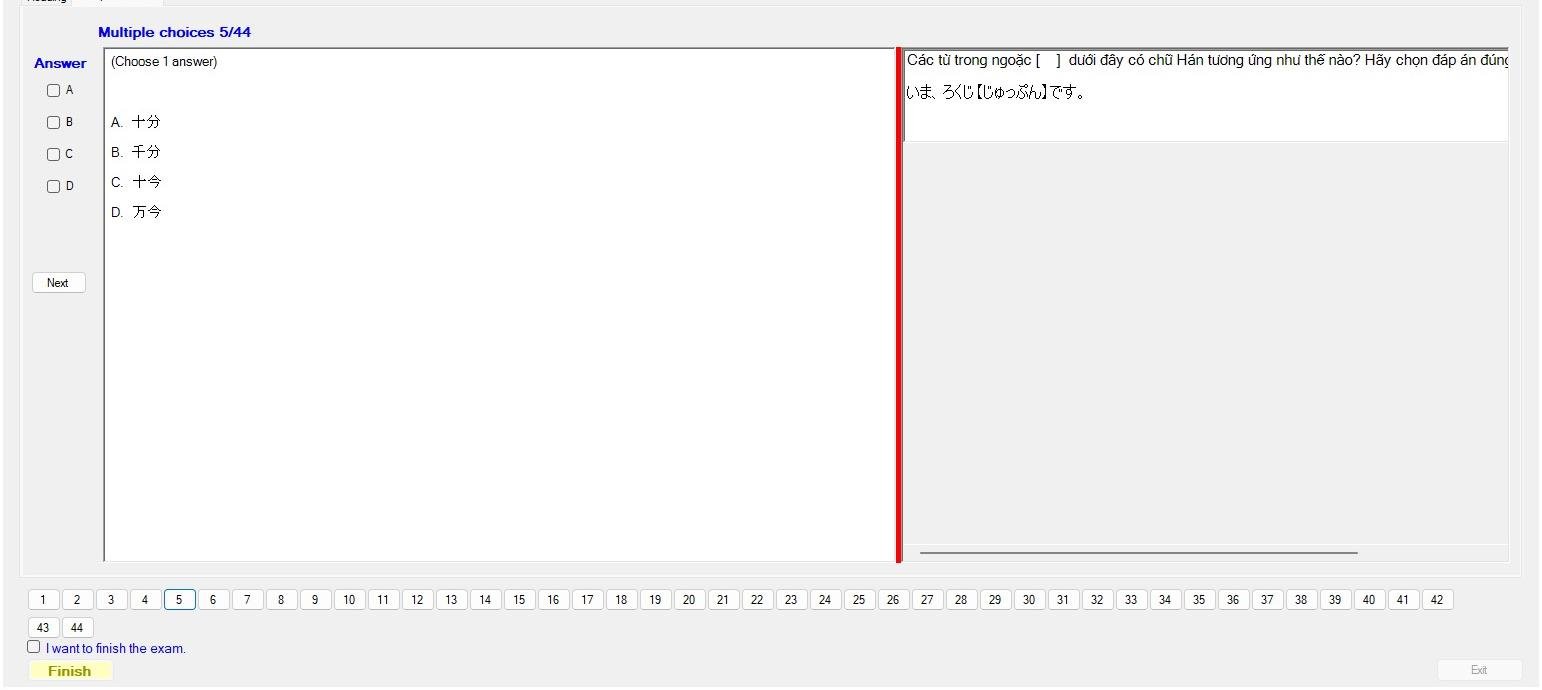 Multiple choices 5/44
Answer
A
B
C
D
Next
(Choose 1 answer)
A. 十分
B. 千分
C. 十今
D. 万今
Các từ trong ngoặc [ ] dưới đây có chữ Hán tương ứng như thế nào? Hãy chọn đáp án đúng
いま、ろくじ【じゅっぷん】です。
1 2 3 4 5 6 7 8 9 10 11 12 13 14 15 16 17 18 19 20 21 22 23 24 25 26 27 28 29 30 31 32 33 34 35 36 37 38 39 40 41 42
43 44
I want to finish the exam.
Finish
Exit